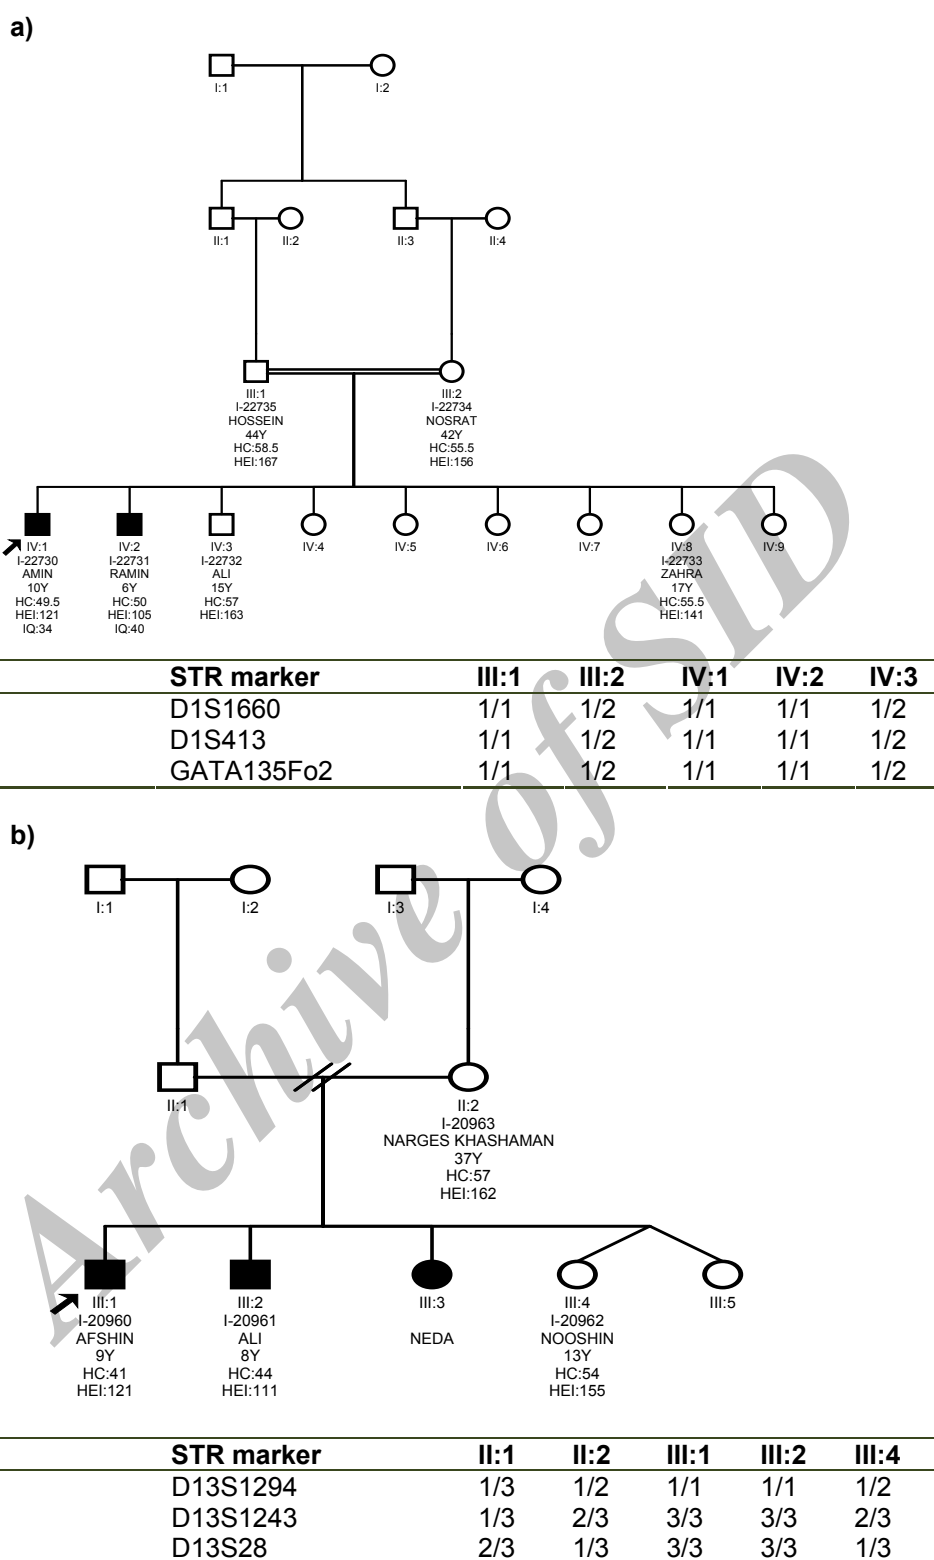 a)
I:1 I:2
II:1 II:2 II:3 II:4
III:1 III:2
I-22735 I-22734
HOSSEIN NOSRAT
44Y 42Y
HC:58.5 HC:55.5
HEI:167 HEI:156
IV:1 IV:2 IV:3 IV:4 IV:5 IV:6 IV:7 IV:8 IV:9
I-22730 I-22731 I-22732 I-22733
AMIN RAMIN ALI ZAHRA
10Y 6Y 15Y 17Y
HC:49.5 HC:50 HC:57 HC:55.5
HEI:121 HEI:105 HEI:163 HEI:141
IQ:34 IQ:40
STR marker III:1 III:2 IV:1 IV:2 IV:3
D1S1660 1/1 1/2 1/1 1/1 1/2
D1S413 1/1 1/2 1/1 1/1 1/2
GATA135Fo2 1/1 1/2 1/1 1/1 1/2
b)
I:1 I:2 I:3 I:4
II:1 II:2
I-20963
NARGES KHASHAMAN
37Y
HC:57
HEI:162
III:1 III:2 III:3 III:4 III:5
I-20960 I-20961 I-20962
AFSHIN ALI NEDA NOOSHIN
9Y 8Y 13Y
HC:41 HC:44 HC:54
HEI:121 HEI:111 HEI:155
STR marker II:1 II:2 III:1 III:2 III:4
D13S1294 1/3 1/2 1/1 1/1 1/2
D13S1243 1/3 2/3 3/3 3/3 2/3
D13S28 2/3 1/3 3/3 3/3 1/3
Archive of SID